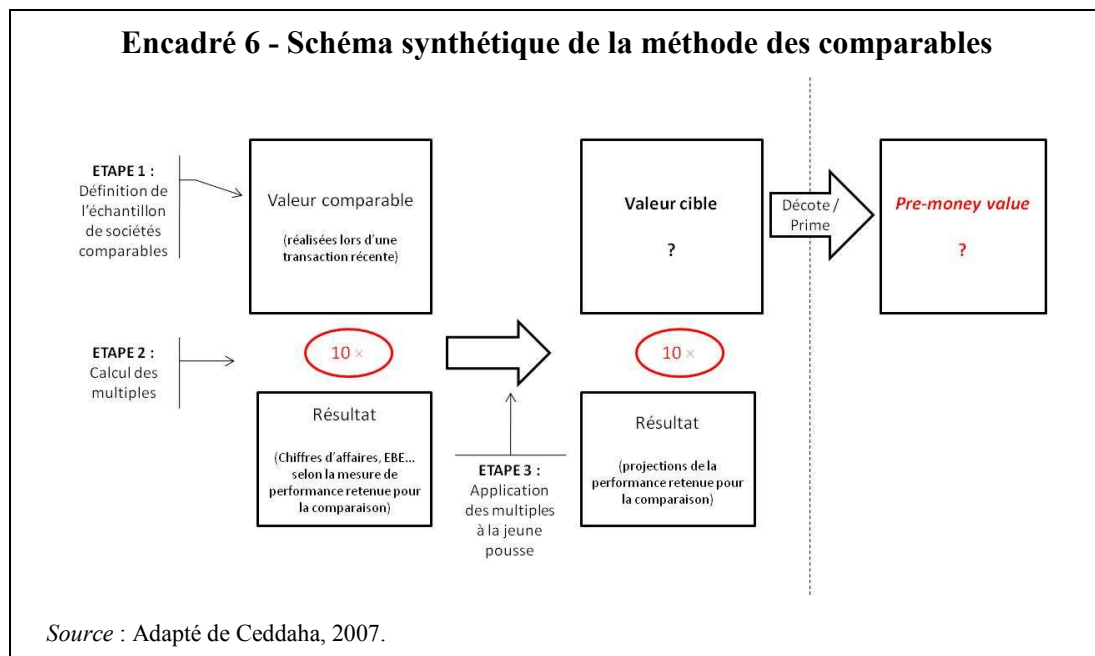 Encadré 6 - Schéma synthétique de la méthode des comparables
ETAPE 1 :
Définition de
l'échantillon
de sociétés
comparables
Valeur comparable
(réalisées lors d'une
transaction récente)
Valeur cible
?
Décote /
Prime
Pre-money value
?
ETAPE 2 :
Calcul des
multiples
10 ×
10 ×
Résultat
(Chiffres d'affaires, EBE...
selon la mesure de
performance retenue pour
la comparaison)
ETAPE 3 :
Application
des multiples
à la jeune
pousse
Résultat
(projections de la
performance retenue pour
la comparaison)
Source : Adapté de Ceddaha, 2007.